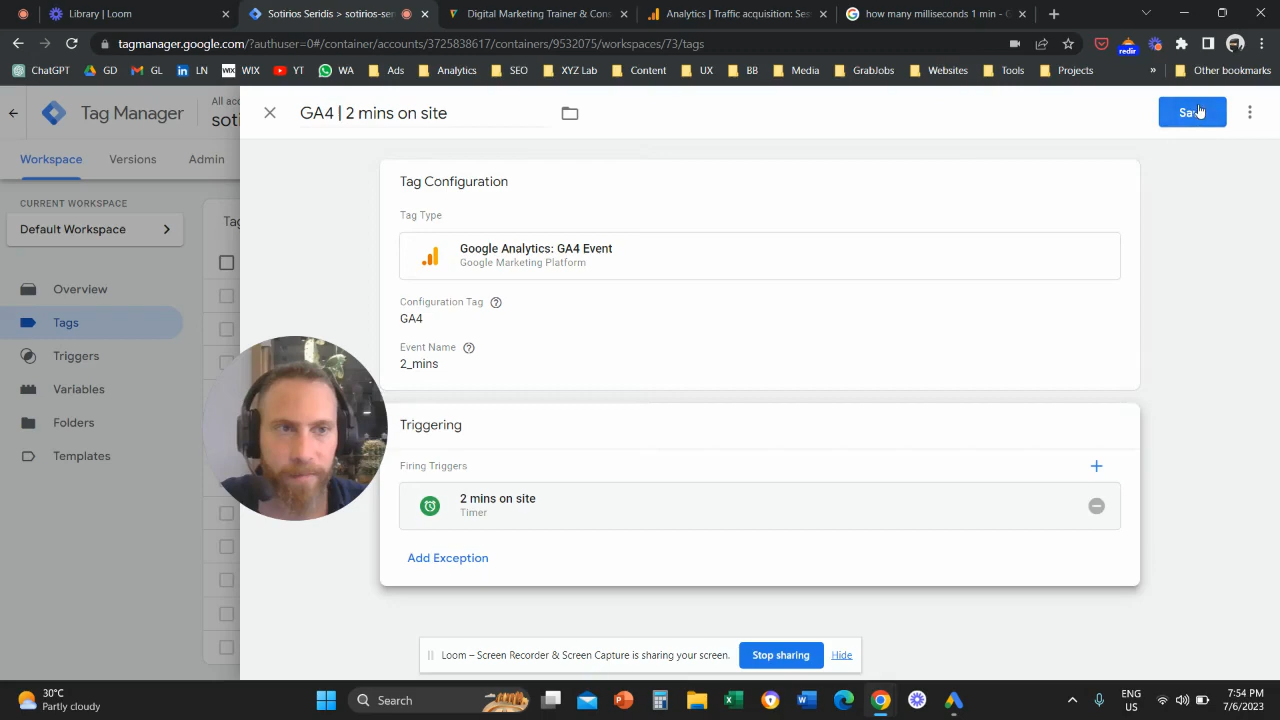 Library | Loom
Sotirios Seridis > sotirios-ser
Digital Marketing Trainer & Cons
Analytics | Traffic acquisition: Ses
how many milliseconds 1 min - G
tagmanager.google.com/?authuser=0#/container/accounts/3725838617/containers/9532075/workspaces/73/tags
redir
ChatGPT
GD
GL
LN
WIX
WIX
YT
WA
Ads
Analytics
SEO
XYZ Lab
Content
UX
BB
Media
GrabJobs
Websites
Tools
Projects
»
Other bookmarks
Tag Manager
All acc
soti
GA4 | 2 mins on site
Save
Workspace
Versions
Admin
CURRENT WORKSPACE
Default Workspace
Overview
Tags
Triggers
Variables
Folders
Templates
Tag
Tag Configuration
Tag Type
Google Analytics: GA4 Event
Google Marketing Platform
Configuration Tag
GA4
Event Name
2_mins
Triggering
Firing Triggers
2 mins on site
Timer
Add Exception
Loom – Screen Recorder & Screen Capture is sharing your screen.
Stop sharing
Hide
30°C
Partly cloudy
Search
ENG
US
7:54 PM
7/6/2023